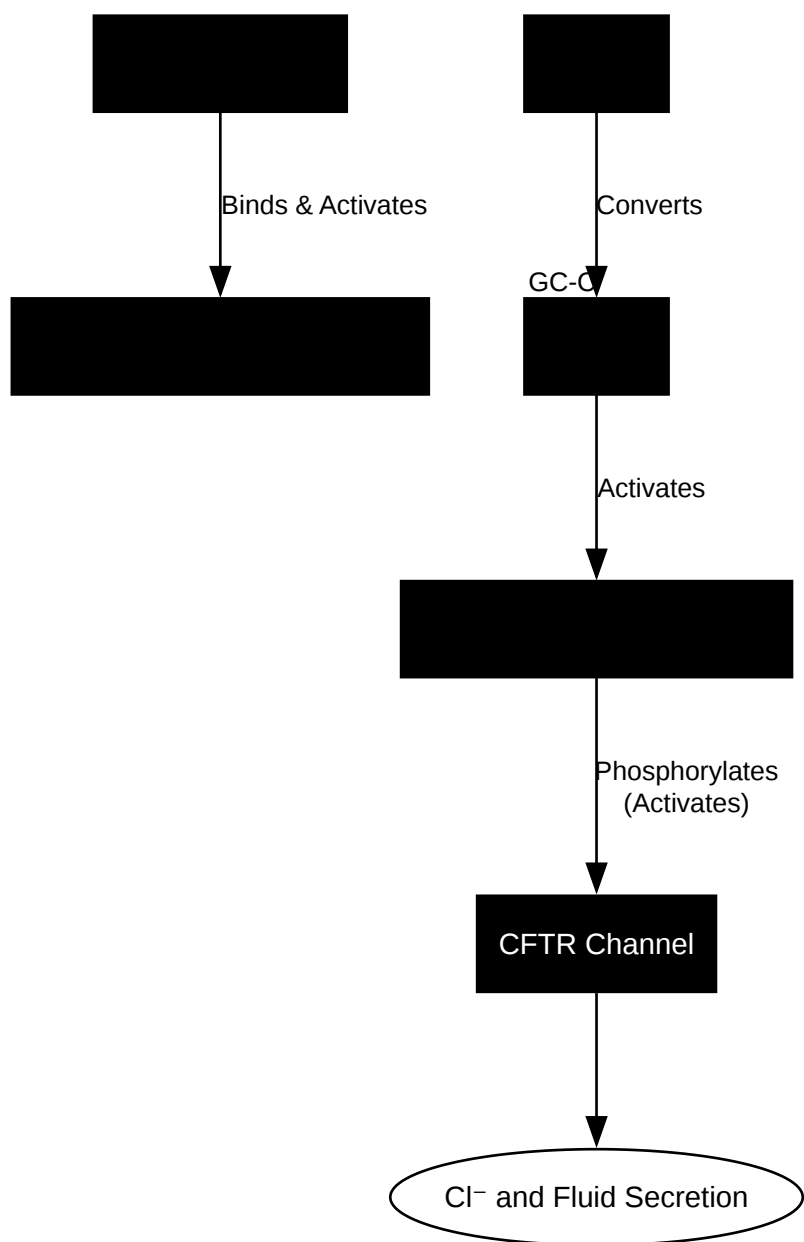 Binds & Activates
Converts
GC-C
Activates
Phosphorylates
(Activates)
CFTR Channel
Cl⁻ and Fluid Secretion